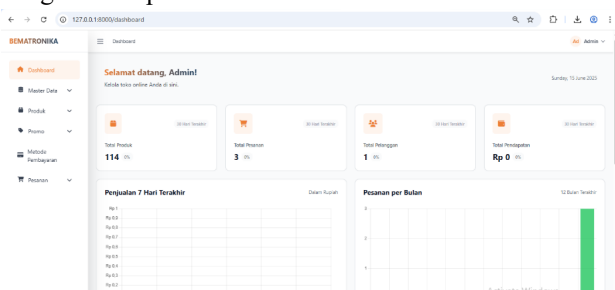 127.0.0.1:8000/dashboard
BEMATRONIKA
Dashboard
Ad Admin
Dashboard
Master Data
Produk
Promo
Metode
Pembayaran
Pesanan
Selamat datang, Admin!
Kelola toko online Anda di sini.
Sunday, 15 June 2025
30 Hari Terakhir
Total Produk
114 0%
30 Hari Terakhir
Total Pesanan
3 0%
30 Hari Terakhir
Total Pelanggan
1 0%
30 Hari Terakhir
Total Pendapatan
Rp 0 0%
Penjualan 7 Hari Terakhir
Dalam Rupiah
Rp 1
Rp 0.9
Rp 0.8
Rp 0.7
Rp 0.6
Rp 0.5
Rp 0.4
Rp 0.3
Rp 0.2
Pesanan per Bulan
12 Bulan Terakhir
3
2
1